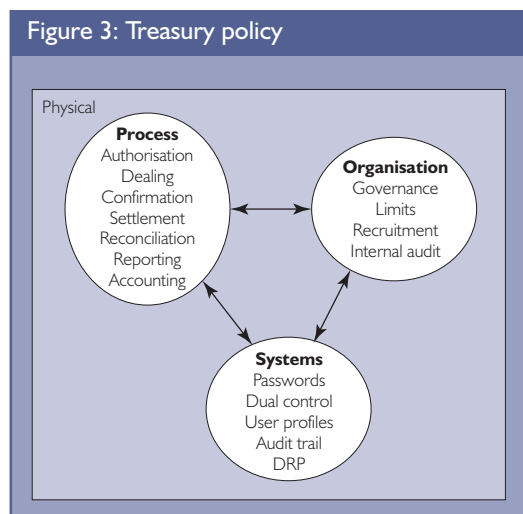 Figure 3: Treasury policy
Physical
Process
Authorisation
Dealing
Confirmation
Settlement
Reconciliation
Reporting
Accounting
Organisation
Governance
Limits
Recruitment
Internal audit
Systems
Passwords
Dual control
User profiles
Audit trail
DRP